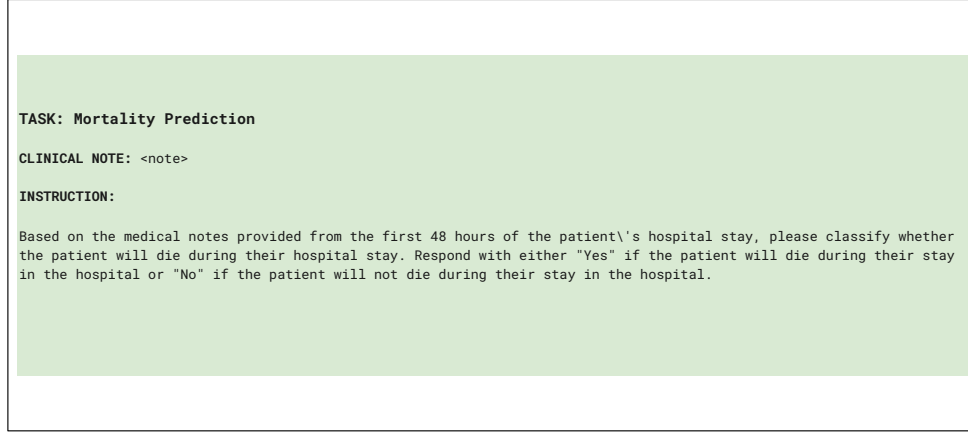 TASK: Mortality Prediction
CLINICAL NOTE: <note>
INSTRUCTION:
Based on the medical notes provided from the first 48 hours of the patient\'s hospital stay, please classify whether
the patient will die during their hospital stay. Respond with either "Yes" if the patient will die during their stay
in the hospital or "No" if the patient will not die during their stay in the hospital.